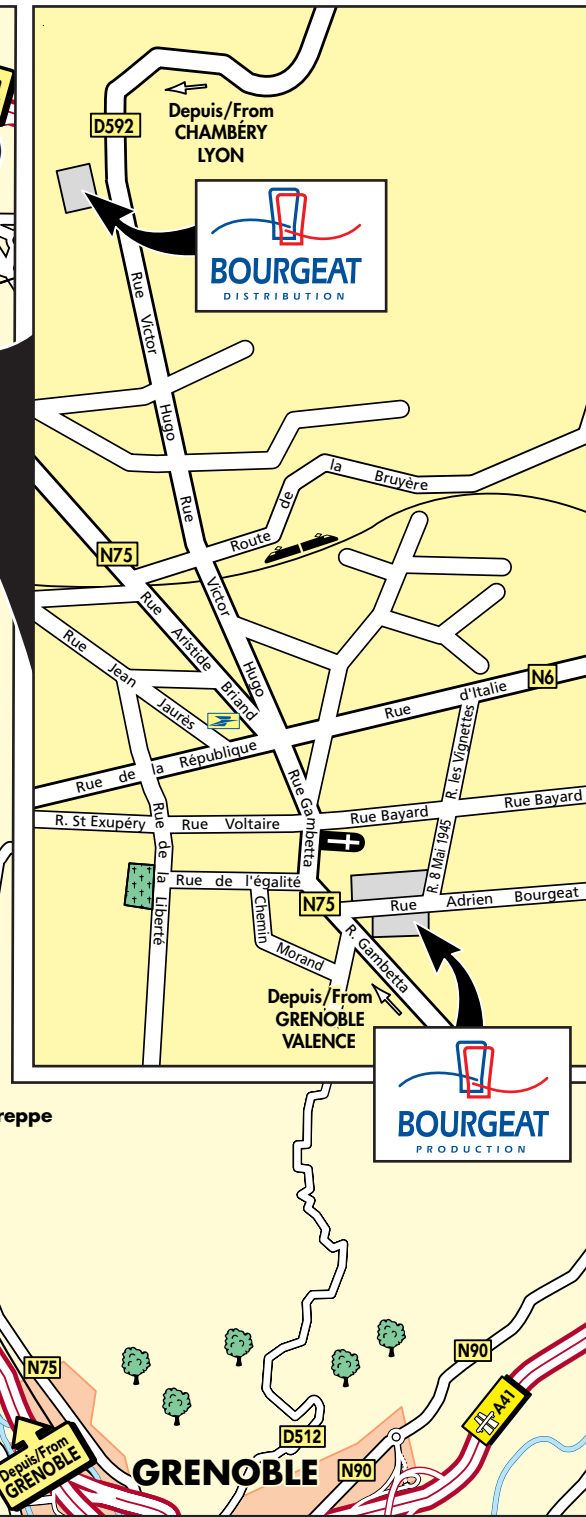 D592
Depuis/From
CHAMBÉRY
LYON
BOURGEAT
DISTRIBUTION
Rue Victor Hugo
Rue Victor Hugo
Route de la Bruyère
N75
Rue Aristide Briand
Rue Jean Jaurès
N6
Rue d'Italie
Rue de la République
R. les Vignettes
Rue Gambetta
R. St Exupéry
Rue Voltaire
Rue Bayard
Rue Bayard
R. 8 Mai 1945
Rue de la Liberté
Rue de l'égalité
N75
Rue Adrien Bourgeat
Chemin Morand
R. Gambetta
Depuis/From
GRENOBLE
VALENCE
BOURGEAT
PRODUCTION
reppe
N75
N90
A41
D512
Depuis/From
GRENOBLE
GRENOBLE
N90